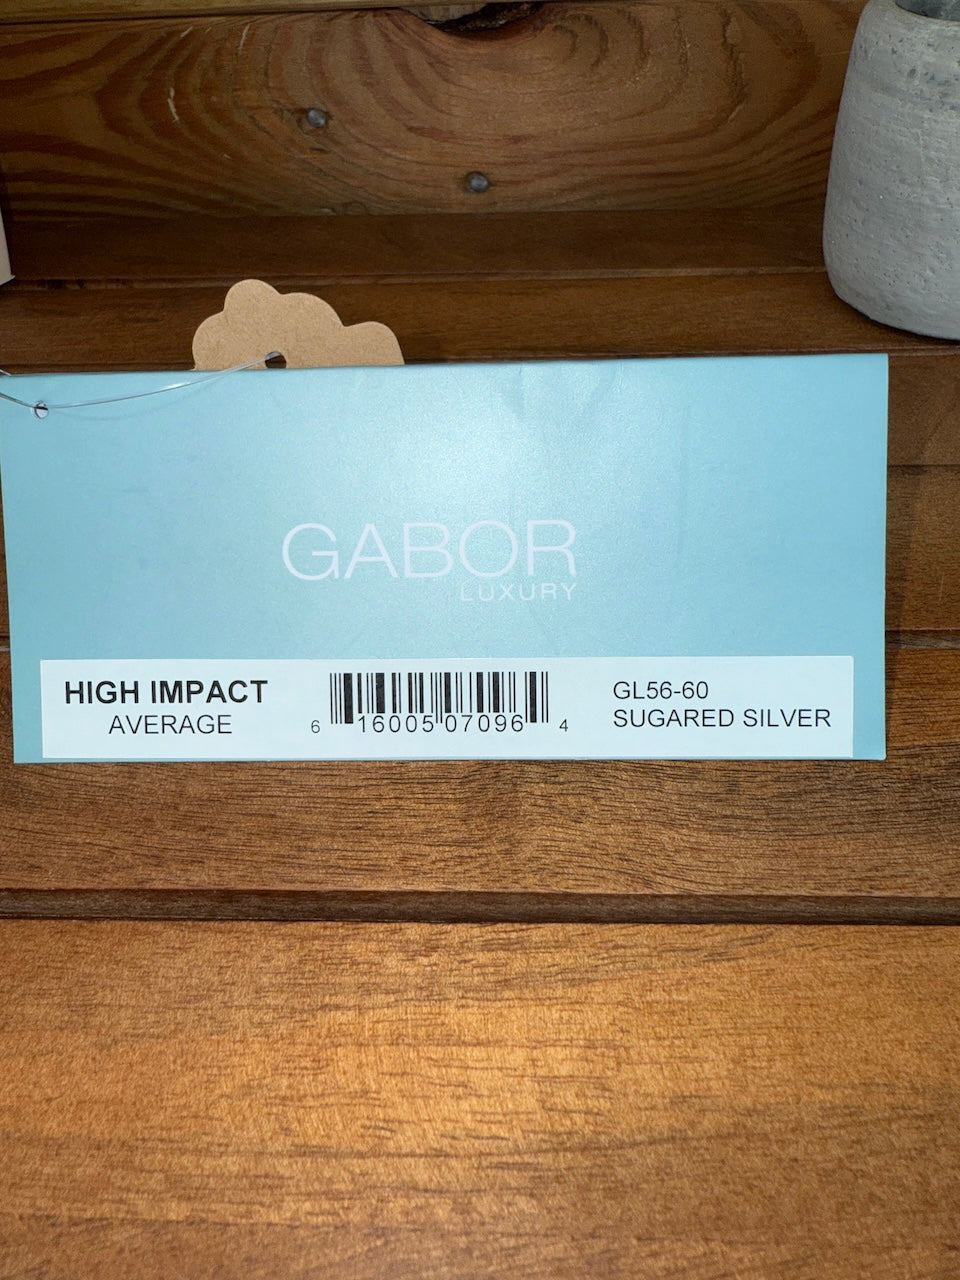 GABOR
LUXURY
HIGH IMPACT
AVERAGE
6 16005 07096 4
GL56-60
SUGARED SILVER